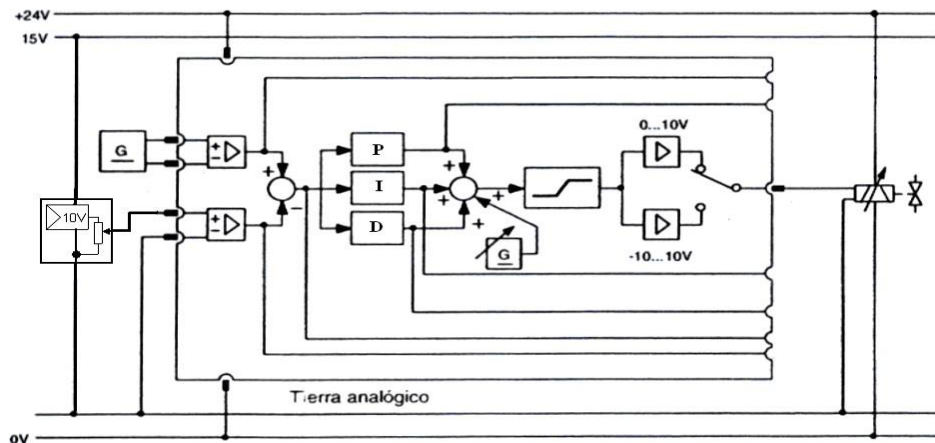 +24V
15V
0...10V
G
+
−
P
+
+
I
+
+
10V
+
−
−
D
+
G
-10...10V
Tierra analógico
0V